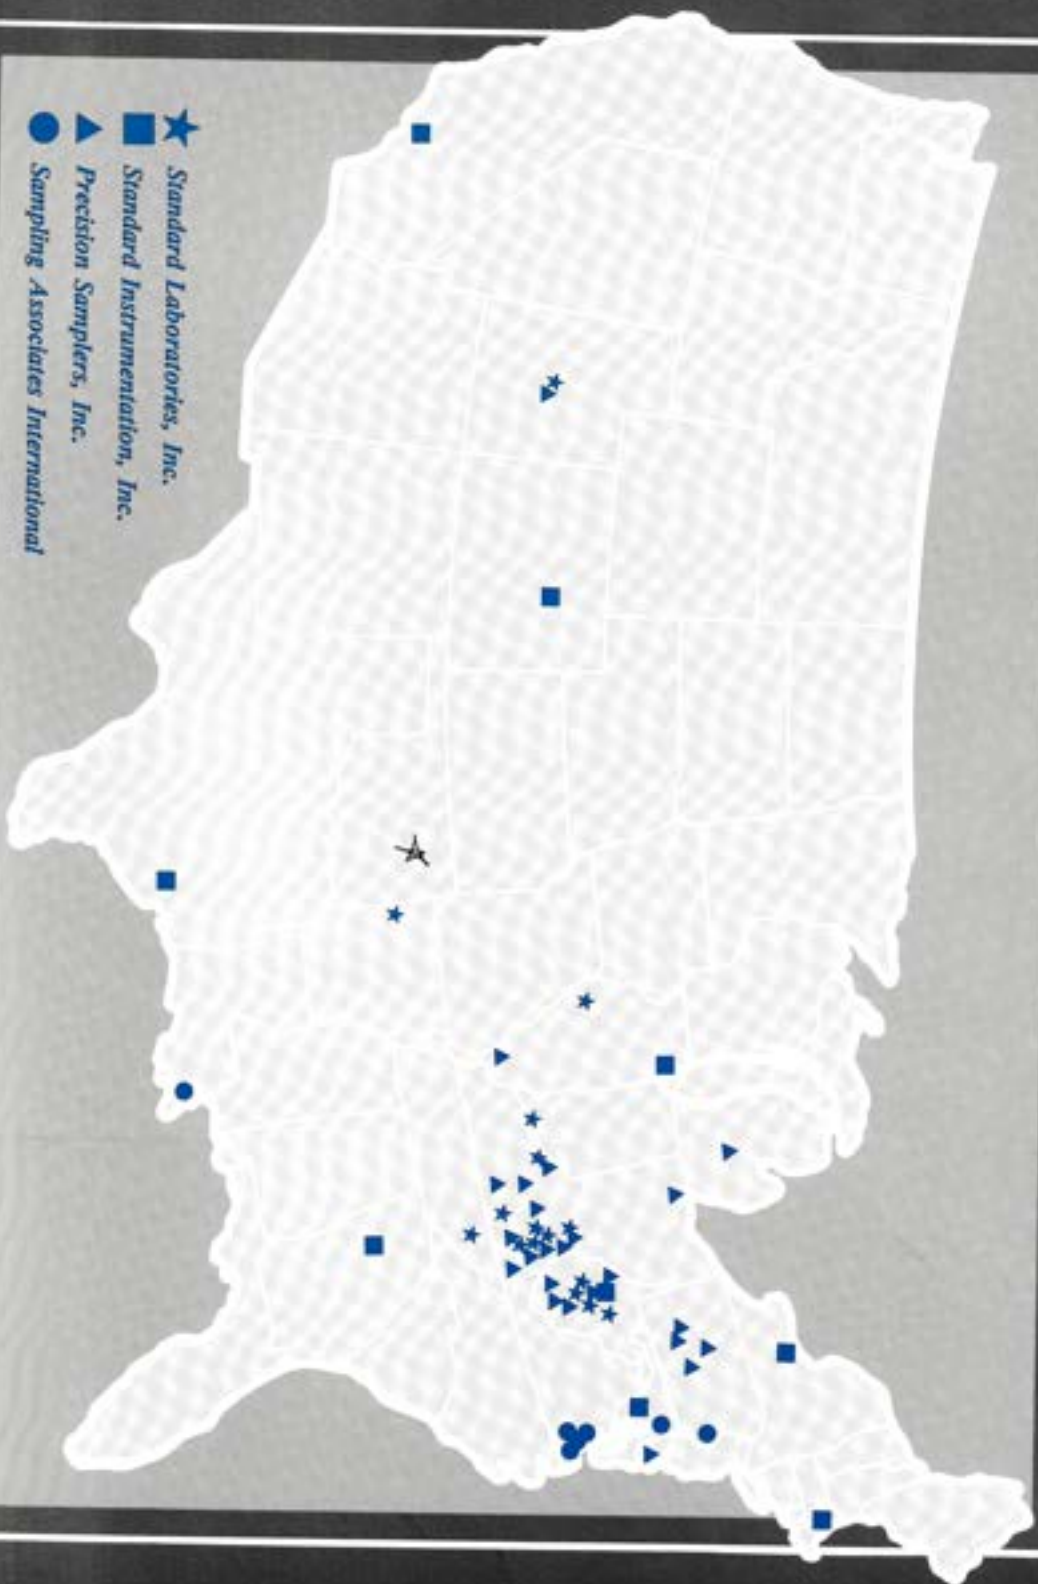 Standard Laboratories, Inc.
Standard Instrumentation, Inc.
Precision Samplers, Inc.
Sampling Associates International